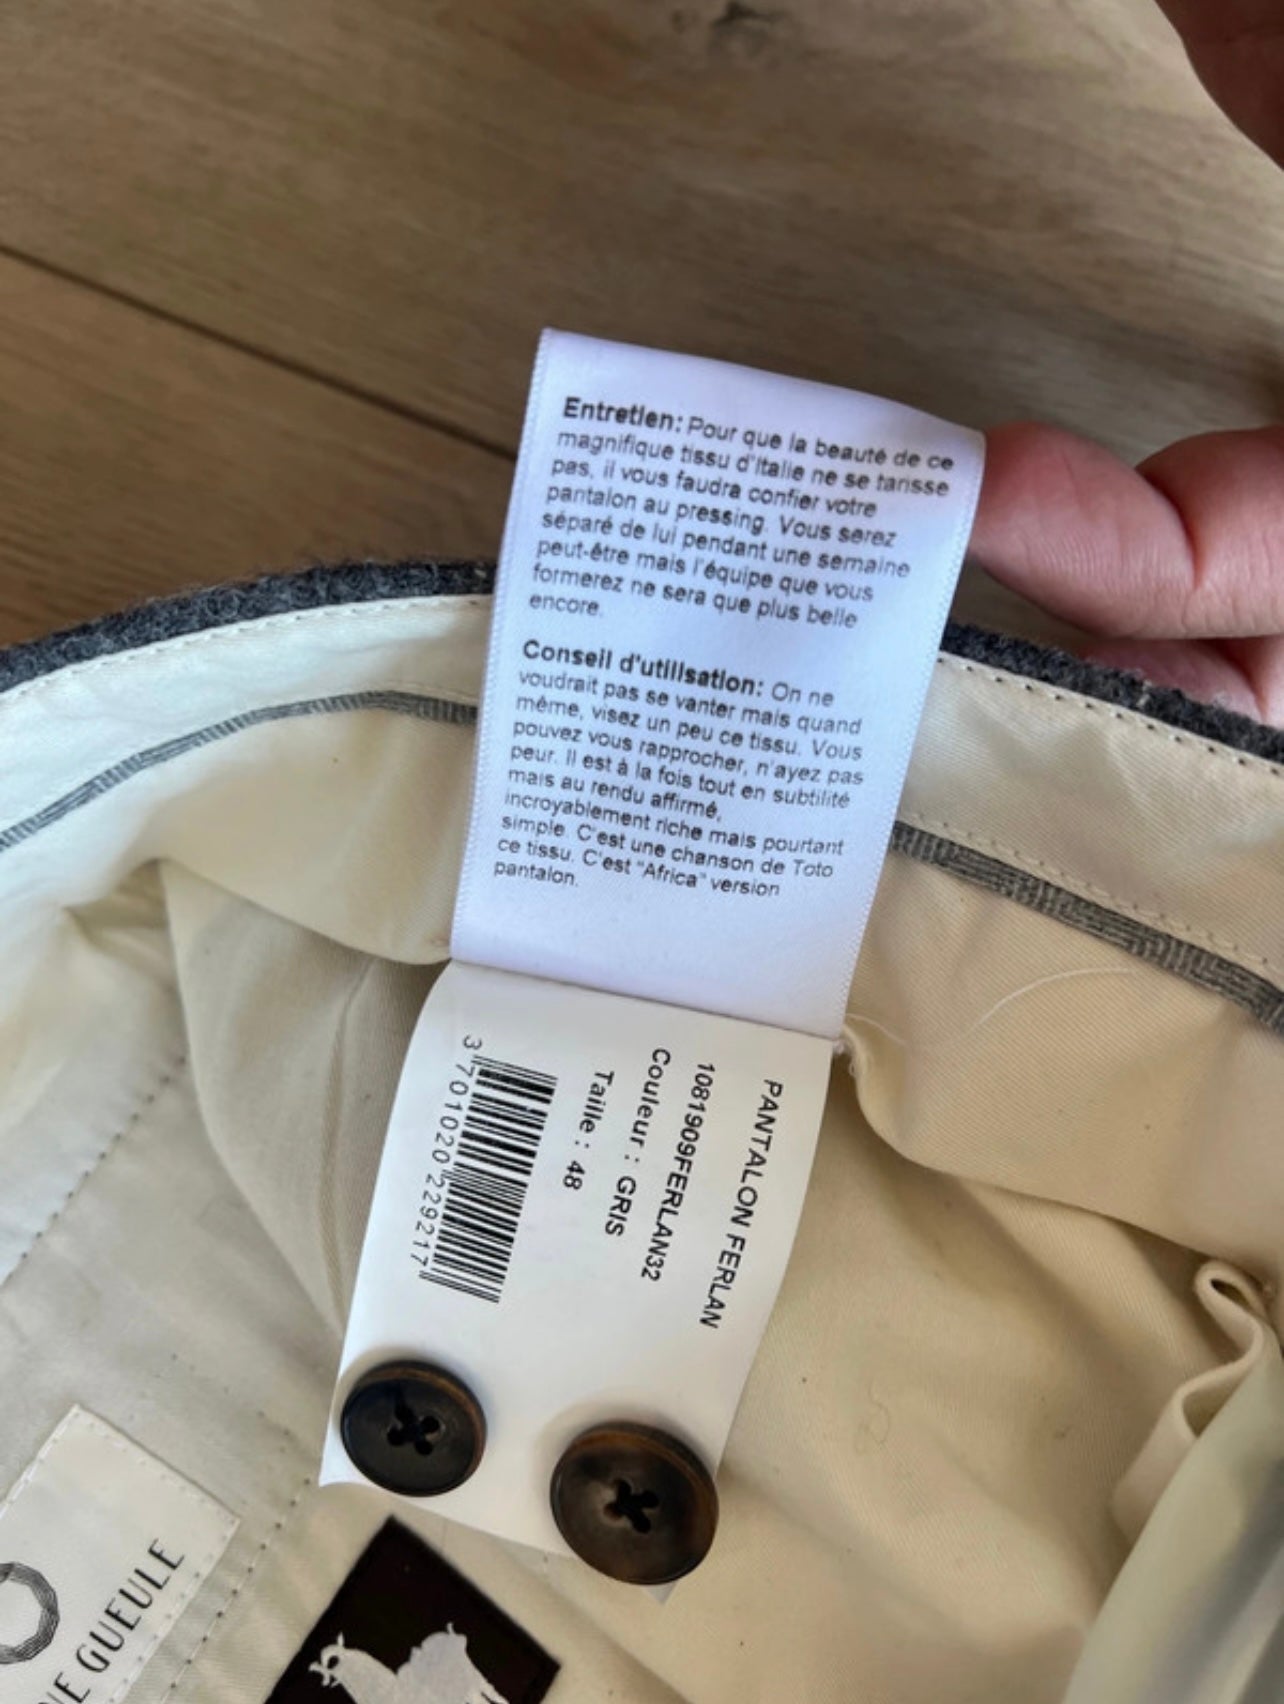 Entretien: Pour que la beauté de ce
magnifique tissu d'Italie ne se tarisse
pas, il vous faudra confier votre
pantalon au pressing. Vous serez
séparé de lui pendant une semaine
peut-être mais l'équipe que vous
formerez ne sera que plus belle
encore.
Conseil d'utilisation: On ne
voudrait pas se vanter mais quand
même, visez un peu ce tissu. Vous
pouvez vous rapprocher, n'ayez pas
peur. Il est à la fois tout en subtilité
mais au rendu affirmé,
incroyablement riche mais pourtant
simple. C'est une chanson de Toto
ce tissu. C'est "Africa" version
pantalon.
PANTALON FERLAN
1081909FERLAN32
Couleur : GRIS
Taille : 48
3 701020 229217
GUEULE